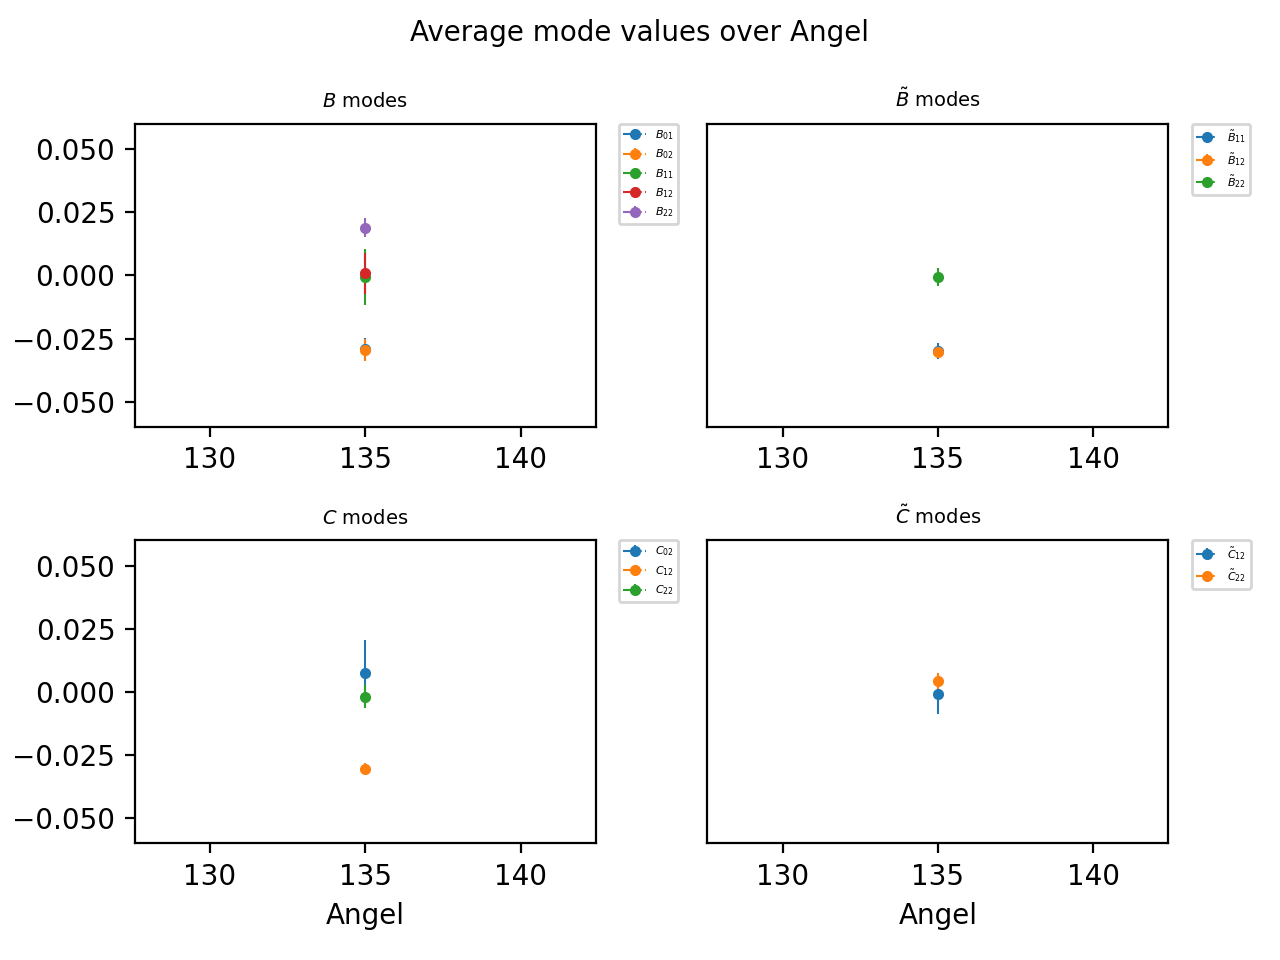 Average mode values over Angel
B modes
0.050
0.025
0.000
−0.025
−0.050
130 135 140
B₀₁
B₀₂
B₁₁
B₁₂
B₂₂
B̃ modes
130 135 140
B̃₁₁
B̃₁₂
B̃₂₂
C modes
0.050
0.025
0.000
−0.025
−0.050
130 135 140
Angel
C₀₂
C₁₂
C₂₂
C̃ modes
130 135 140
Angel
C̃₁₂
C̃₂₂